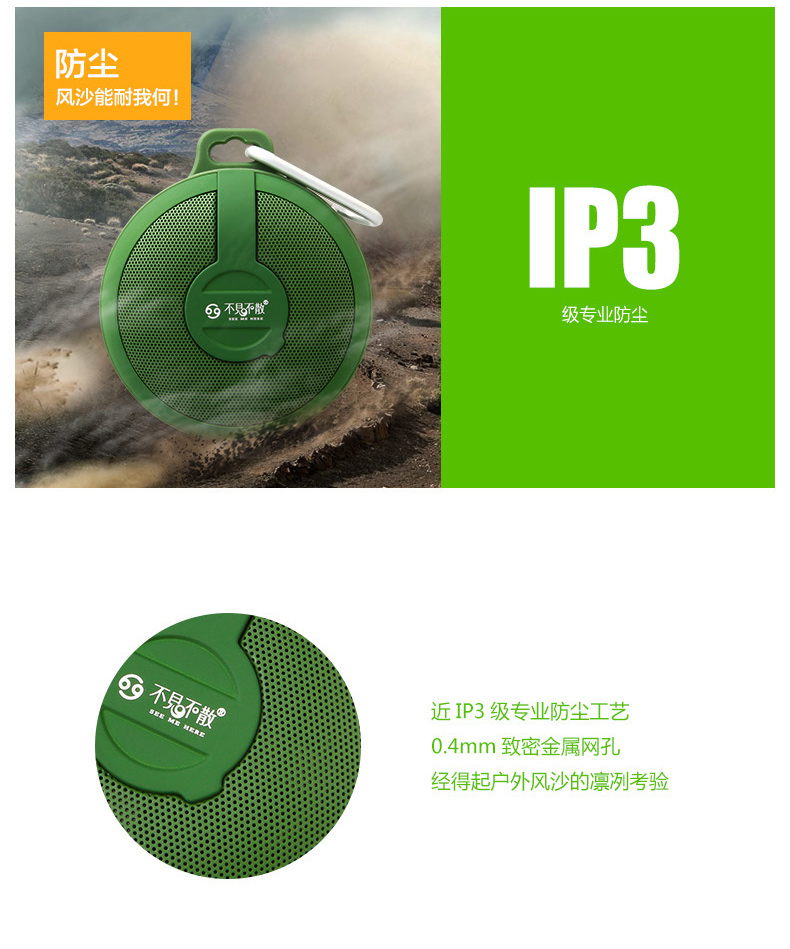 防尘
风沙能耐我何！
不见不散®
SEE ME HERE
IP3
级专业防尘
不见不散®
SEE ME HERE
近 IP3 级专业防尘工艺
0.4mm 致密金属网孔
经得起户外风沙的凛冽考验